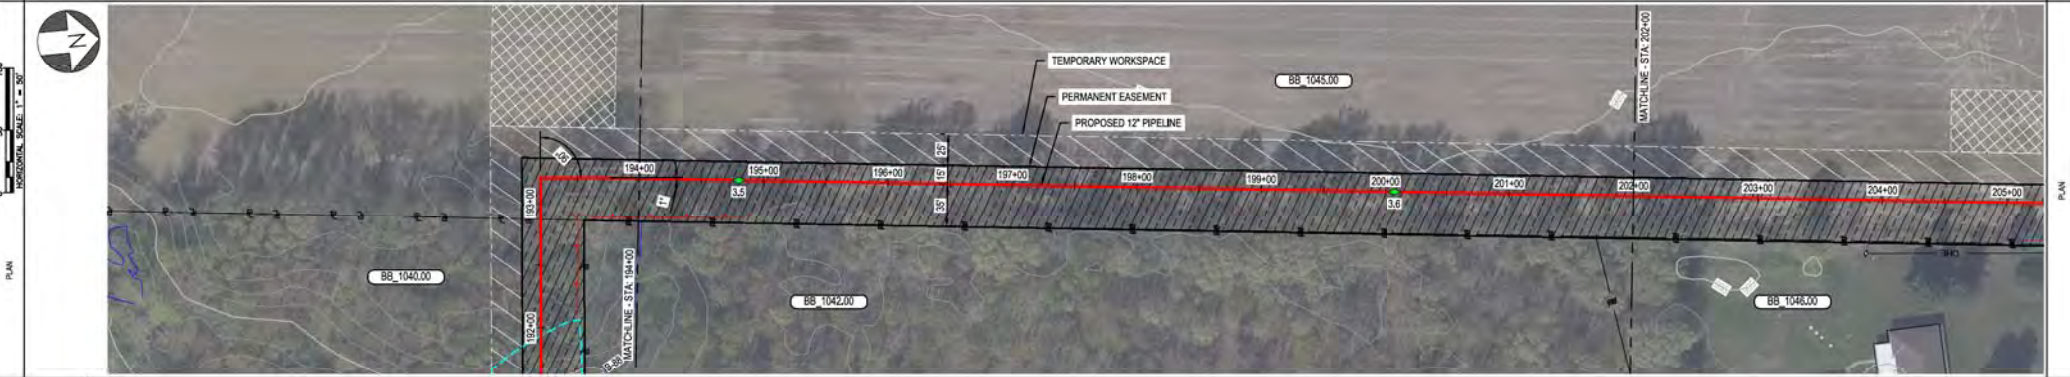 N
HORIZONTAL SCALE: 1" = 50'
PLAN
TEMPORARY WORKSPACE
PERMANENT EASEMENT
PROPOSED 12" PIPELINE
BB_1045.00
MATCHLINE - STA: 202+00
90°
25'
15'
35'
1°
193+00
194+00
195+00
196+00
197+00
198+00
199+00
200+00
201+00
202+00
203+00
204+00
205+00
3.5
3.6
OHE
BB_1040.00
MATCHLINE - STA: 194+00
BB_1042.00
BB_1046.00
192+00
PLAN